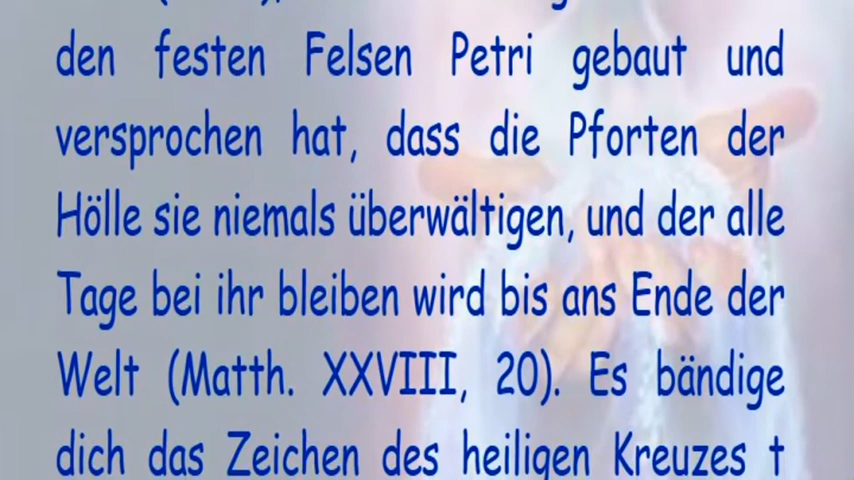 den festen Felsen Petri gebaut und
versprochen hat, dass die Pforten der
Hölle sie niemals überwältigen, und der alle
Tage bei ihr bleiben wird bis ans Ende der
Welt (Matth. XXVIII, 20). Es bändige
dich das Zeichen des heiligen Kreuzes t